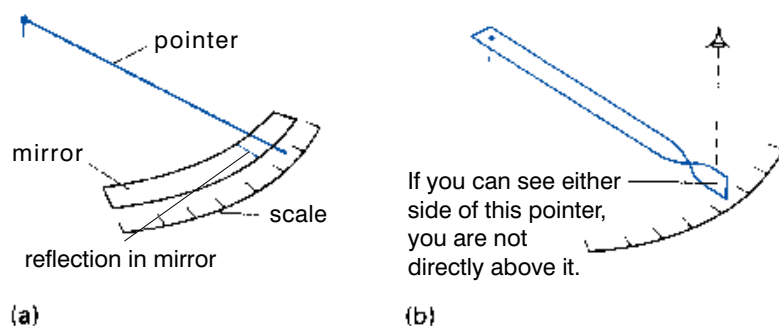 pointer
mirror
scale
reflection in mirror
(a)
If you can see either
side of this pointer,
you are not
directly above it.
(b)